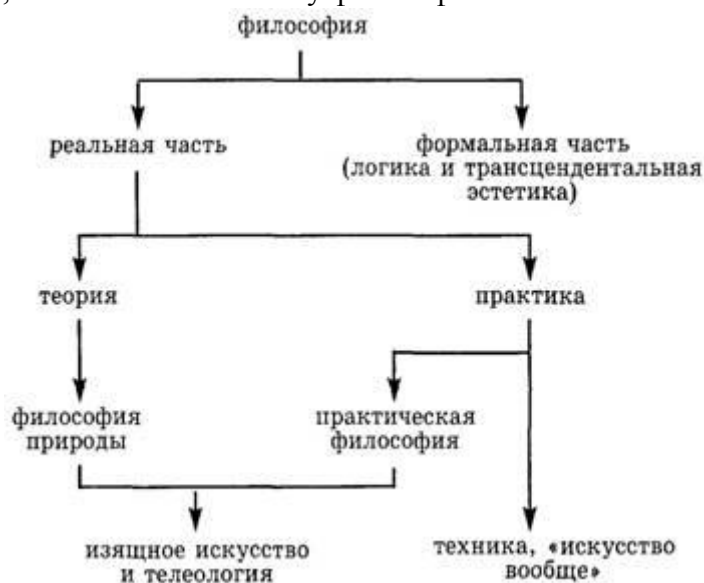 философия
реальная часть
формальная часть
(логика и трансцендентальная
эстетика)
теория
практика
философия
природы
практическая
философия
изящное искусство
и телеология
техника, «искусство
вообще»